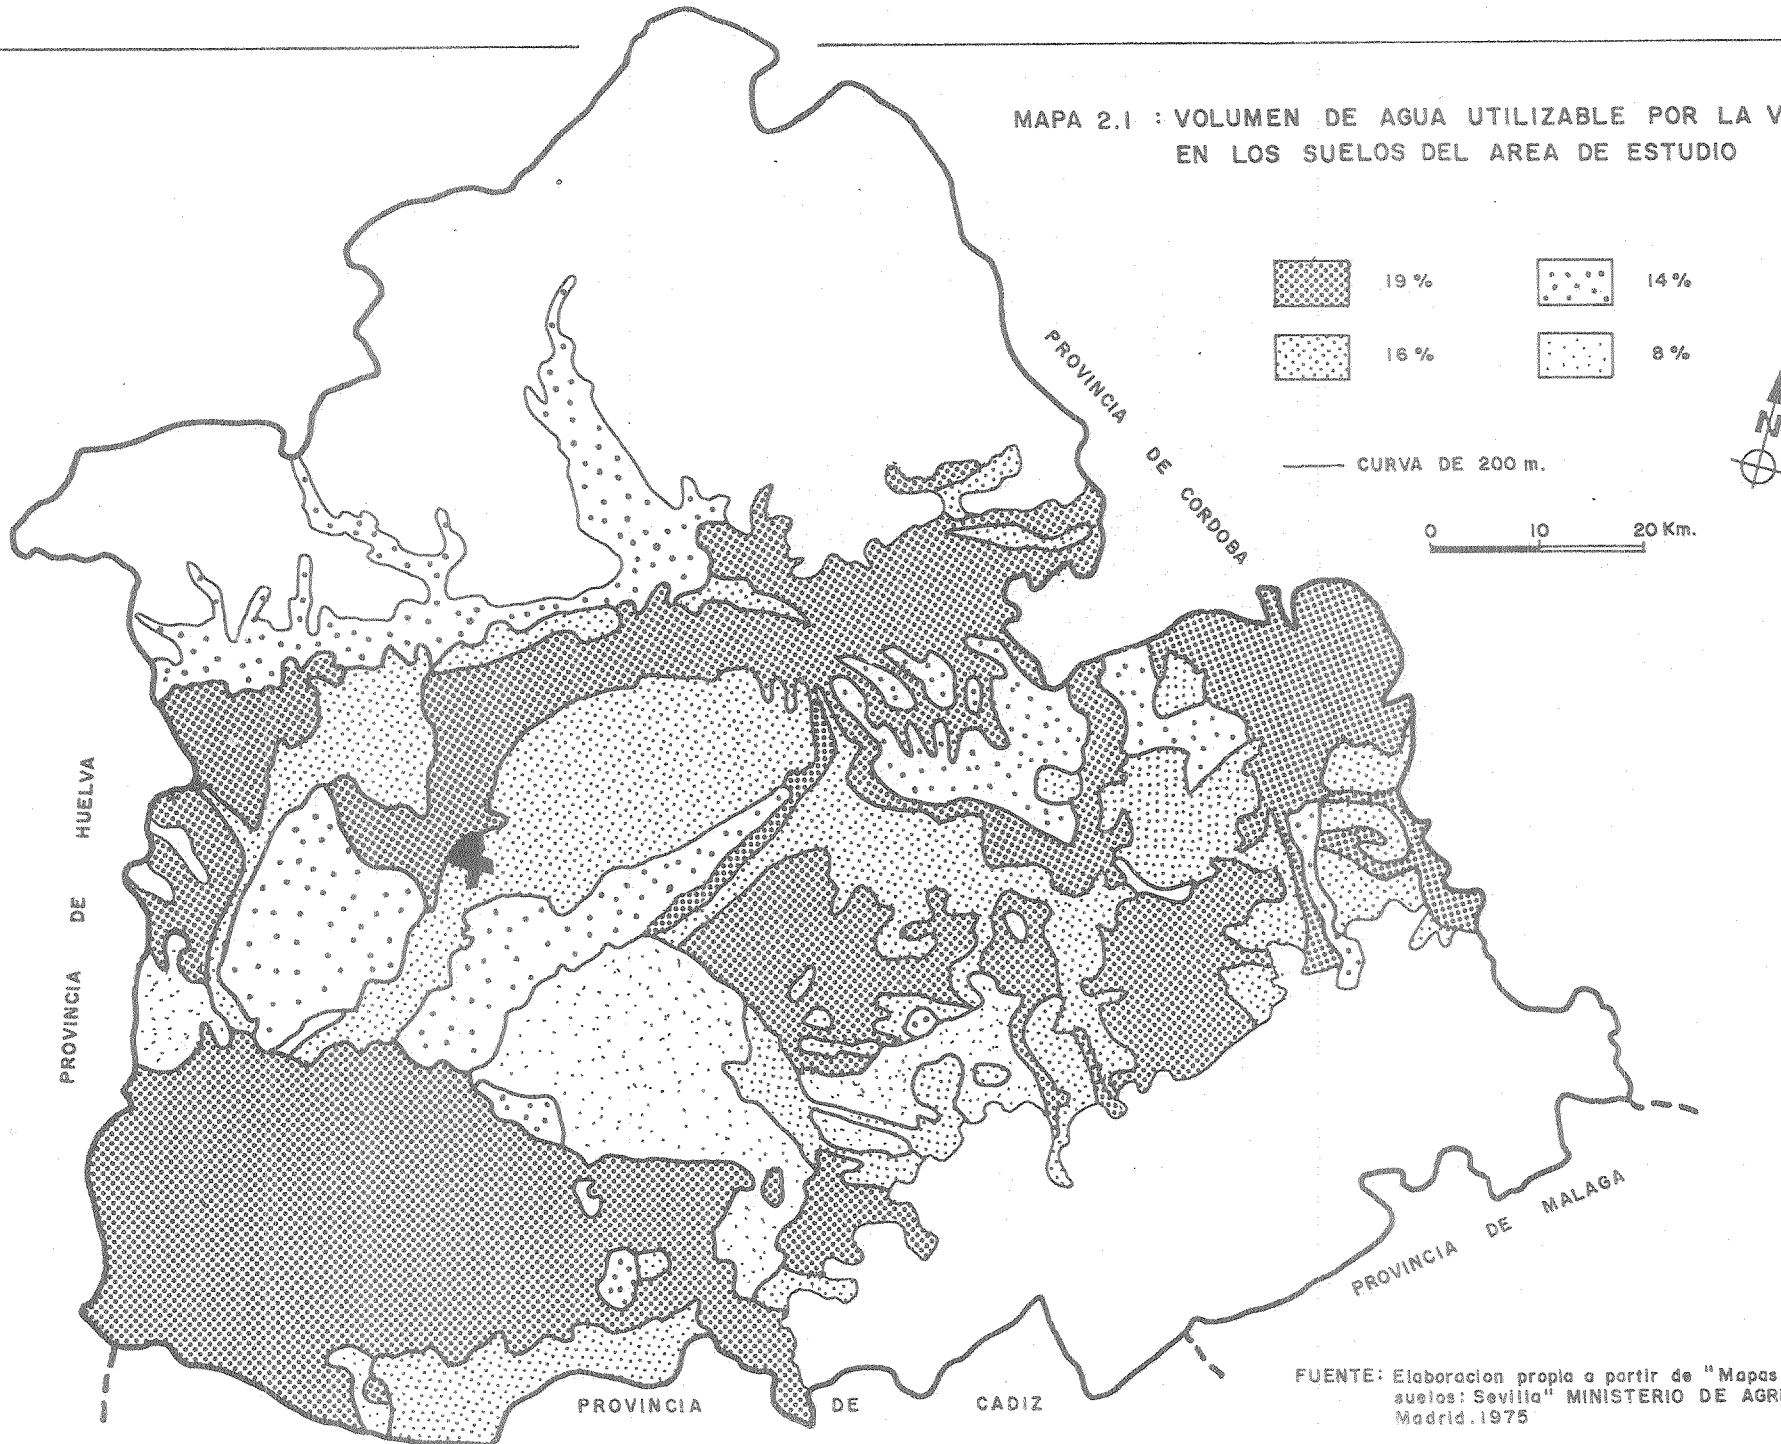 MAPA 2.1 : VOLUMEN DE AGUA UTILIZABLE POR LA V
EN LOS SUELOS DEL AREA DE ESTUDIO
19 %
14 %
16 %
8 %
CURVA DE 200 m.
0 10 20 Km.
N
PROVINCIA DE CORDOBA
PROVINCIA DE HUELVA
PROVINCIA DE MALAGA
PROVINCIA DE CADIZ
FUENTE: Elaboracion propia a partir de "Mapas
suelos: Sevilla" MINISTERIO DE AGR
Madrid.1975